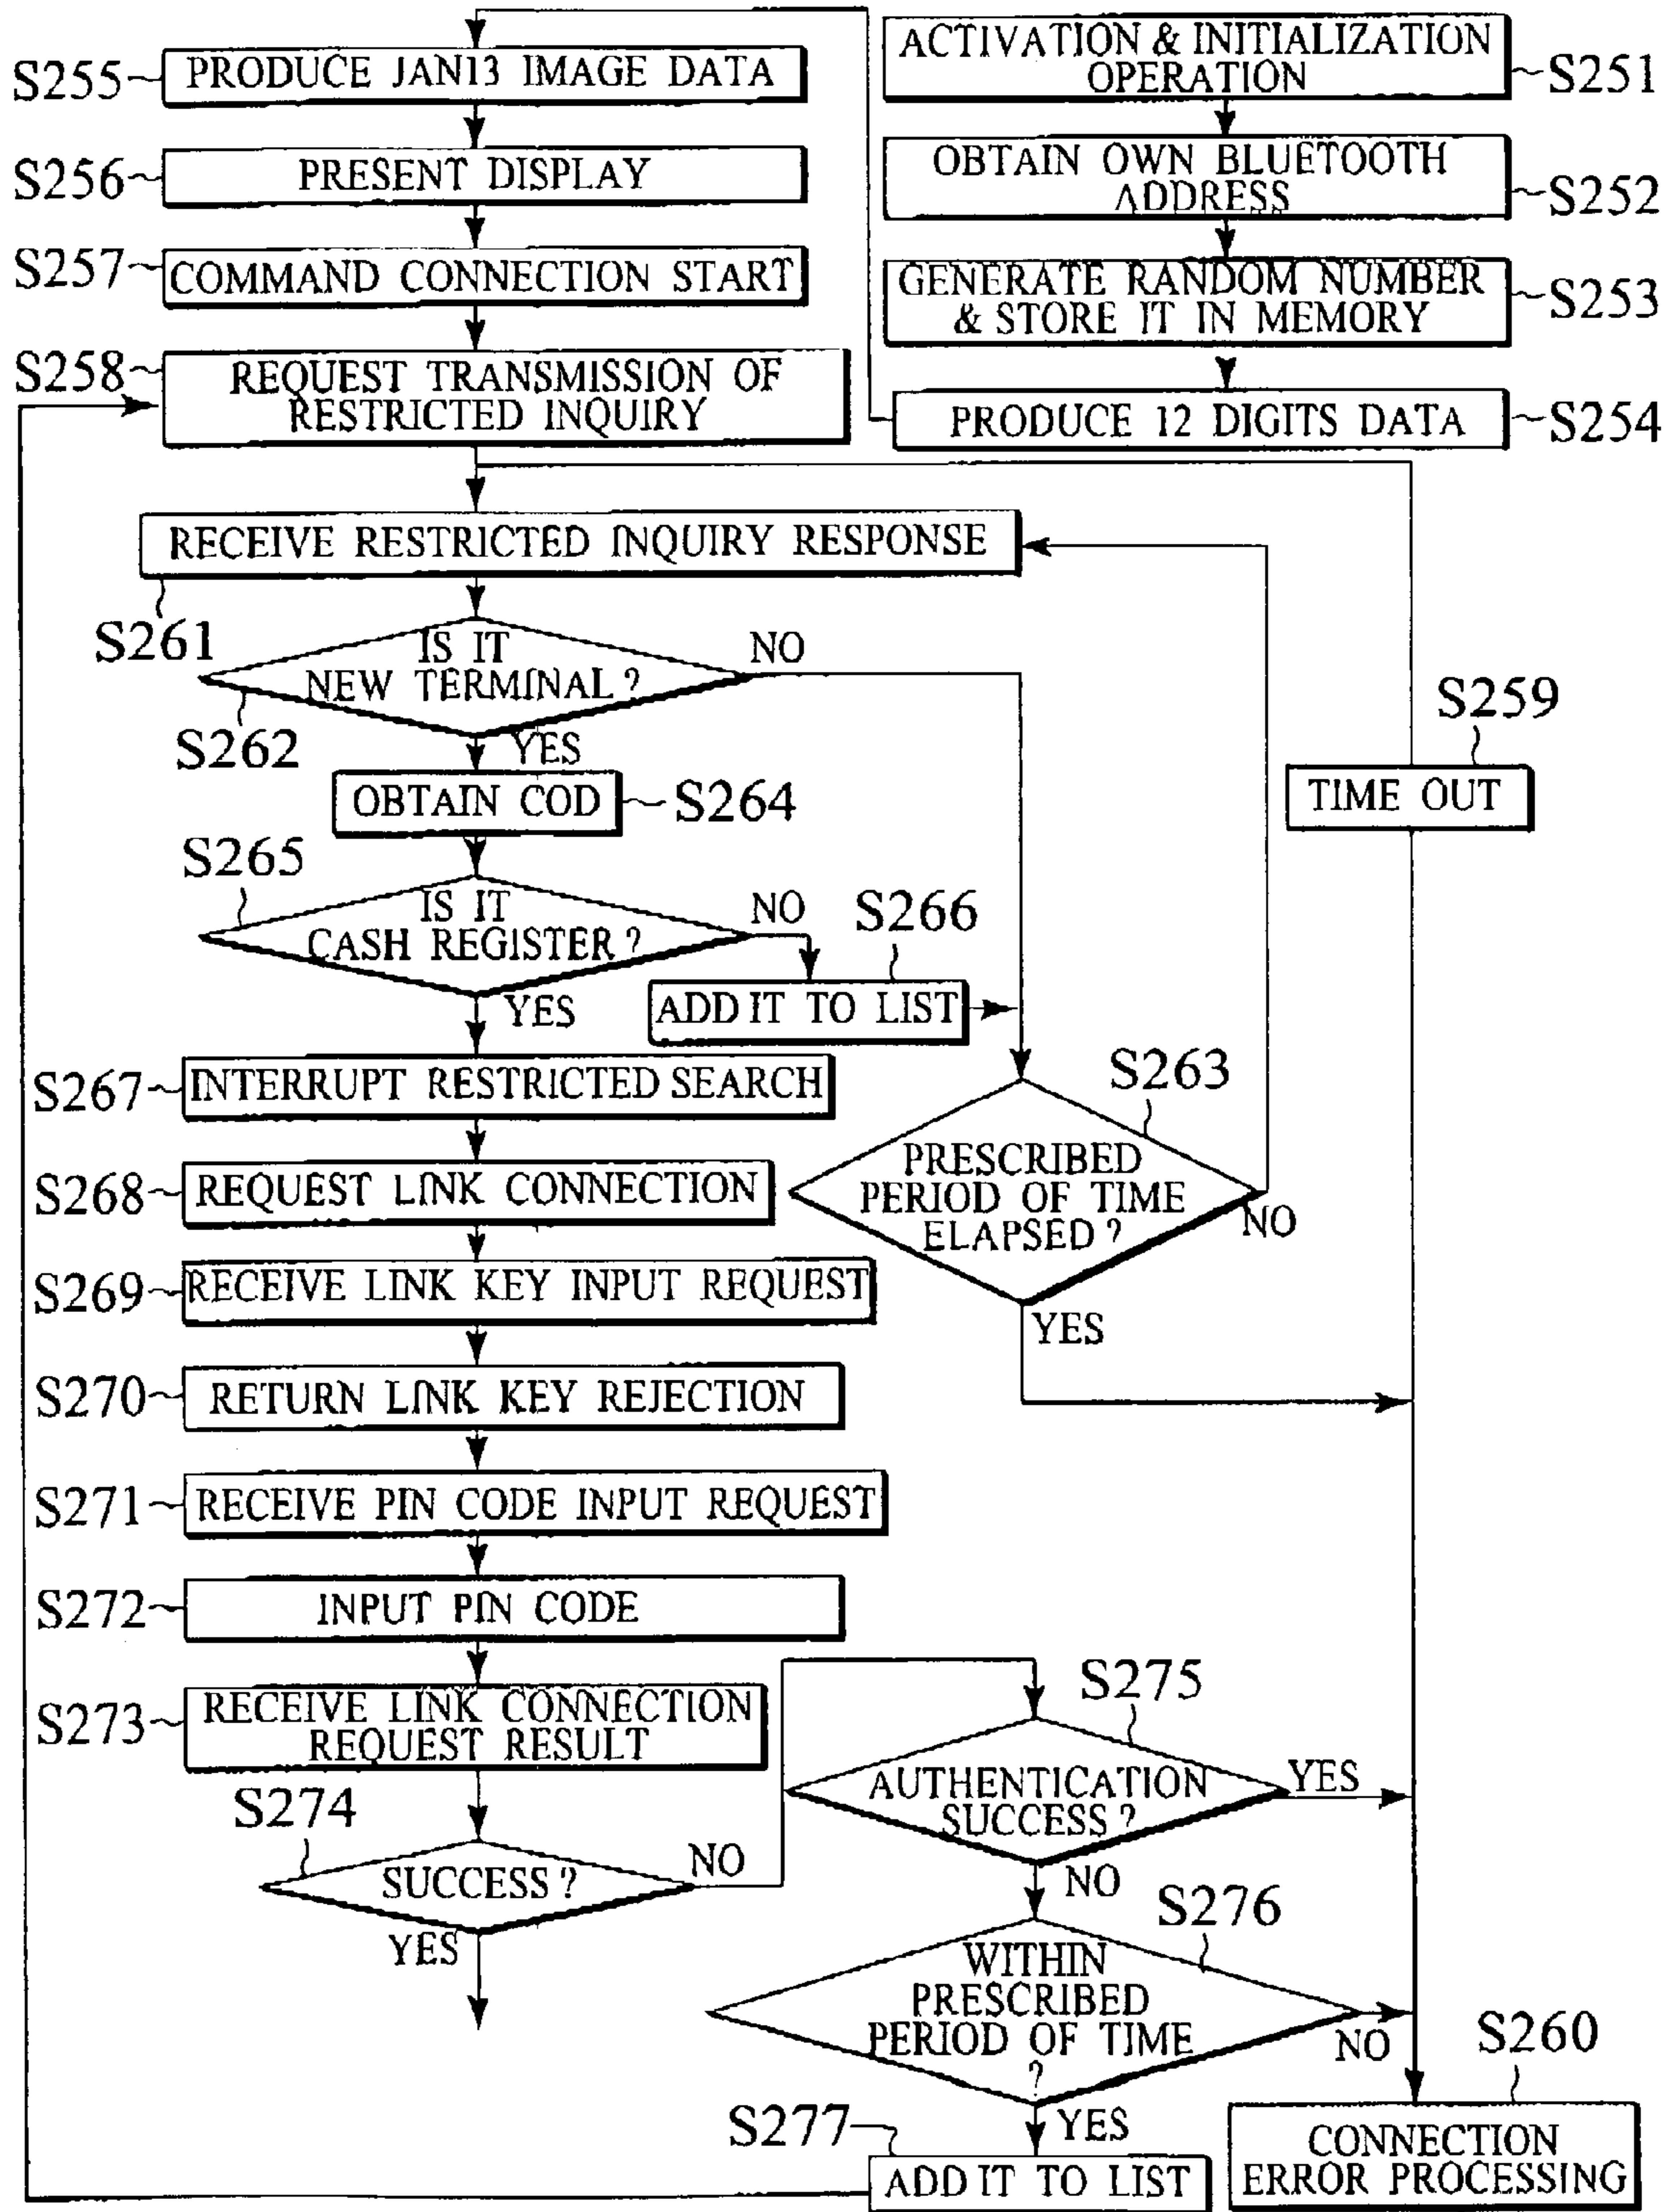 ACTIVATION & INITIALIZATION
OPERATION
S251
OBTAIN OWN BLUETOOTH
ADDRESS
S252
GENERATE RANDOM NUMBER
& STORE IT IN MEMORY
S253
PRODUCE 12 DIGITS DATA
S254
S255
PRODUCE JAN13 IMAGE DATA
S256
PRESENT DISPLAY
S257
COMMAND CONNECTION START
S258
REQUEST TRANSMISSION OF
RESTRICTED INQUIRY
RECEIVE RESTRICTED INQUIRY RESPONSE
S261
IS IT
NEW TERMINAL?
NO
S262
YES
S259
TIME OUT
OBTAIN COD
S264
S265
IS IT
CASH REGISTER?
NO
YES
S266
ADD IT TO LIST
S263
PRESCRIBED
PERIOD OF TIME
ELAPSED?
NO
YES
S267
INTERRUPT RESTRICTED SEARCH
S268
REQUEST LINK CONNECTION
S269
RECEIVE LINK KEY INPUT REQUEST
S270
RETURN LINK KEY REJECTION
S271
RECEIVE PIN CODE INPUT REQUEST
S272
INPUT PIN CODE
S273
RECEIVE LINK CONNECTION
REQUEST RESULT
S274
SUCCESS?
NO
YES
S275
AUTHENTICATION
SUCCESS?
YES
NO
S276
WITHIN
PRESCRIBED
PERIOD OF TIME
?
NO
YES
S277
ADD IT TO LIST
S260
CONNECTION
ERROR PROCESSING